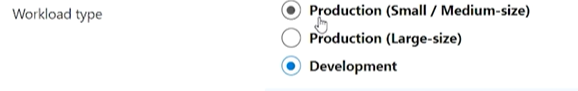 Workload type
Production (Small / Medium-size)
Production (Large-size)
Development